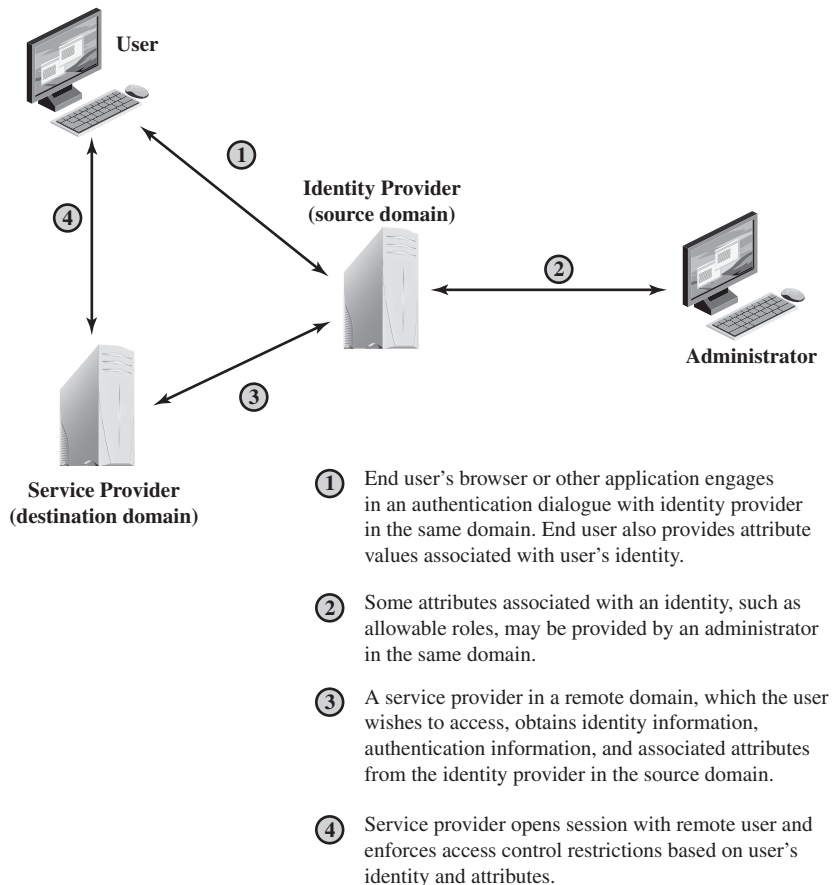 User
1
Identity Provider
(source domain)
4
2
Administrator
3
Service Provider
(destination domain)
1 End user's browser or other application engages
in an authentication dialogue with identity provider
in the same domain. End user also provides attribute
values associated with user's identity.
2 Some attributes associated with an identity, such as
allowable roles, may be provided by an administrator
in the same domain.
3 A service provider in a remote domain, which the user
wishes to access, obtains identity information,
authentication information, and associated attributes
from the identity provider in the source domain.
4 Service provider opens session with remote user and
enforces access control restrictions based on user's
identity and attributes.